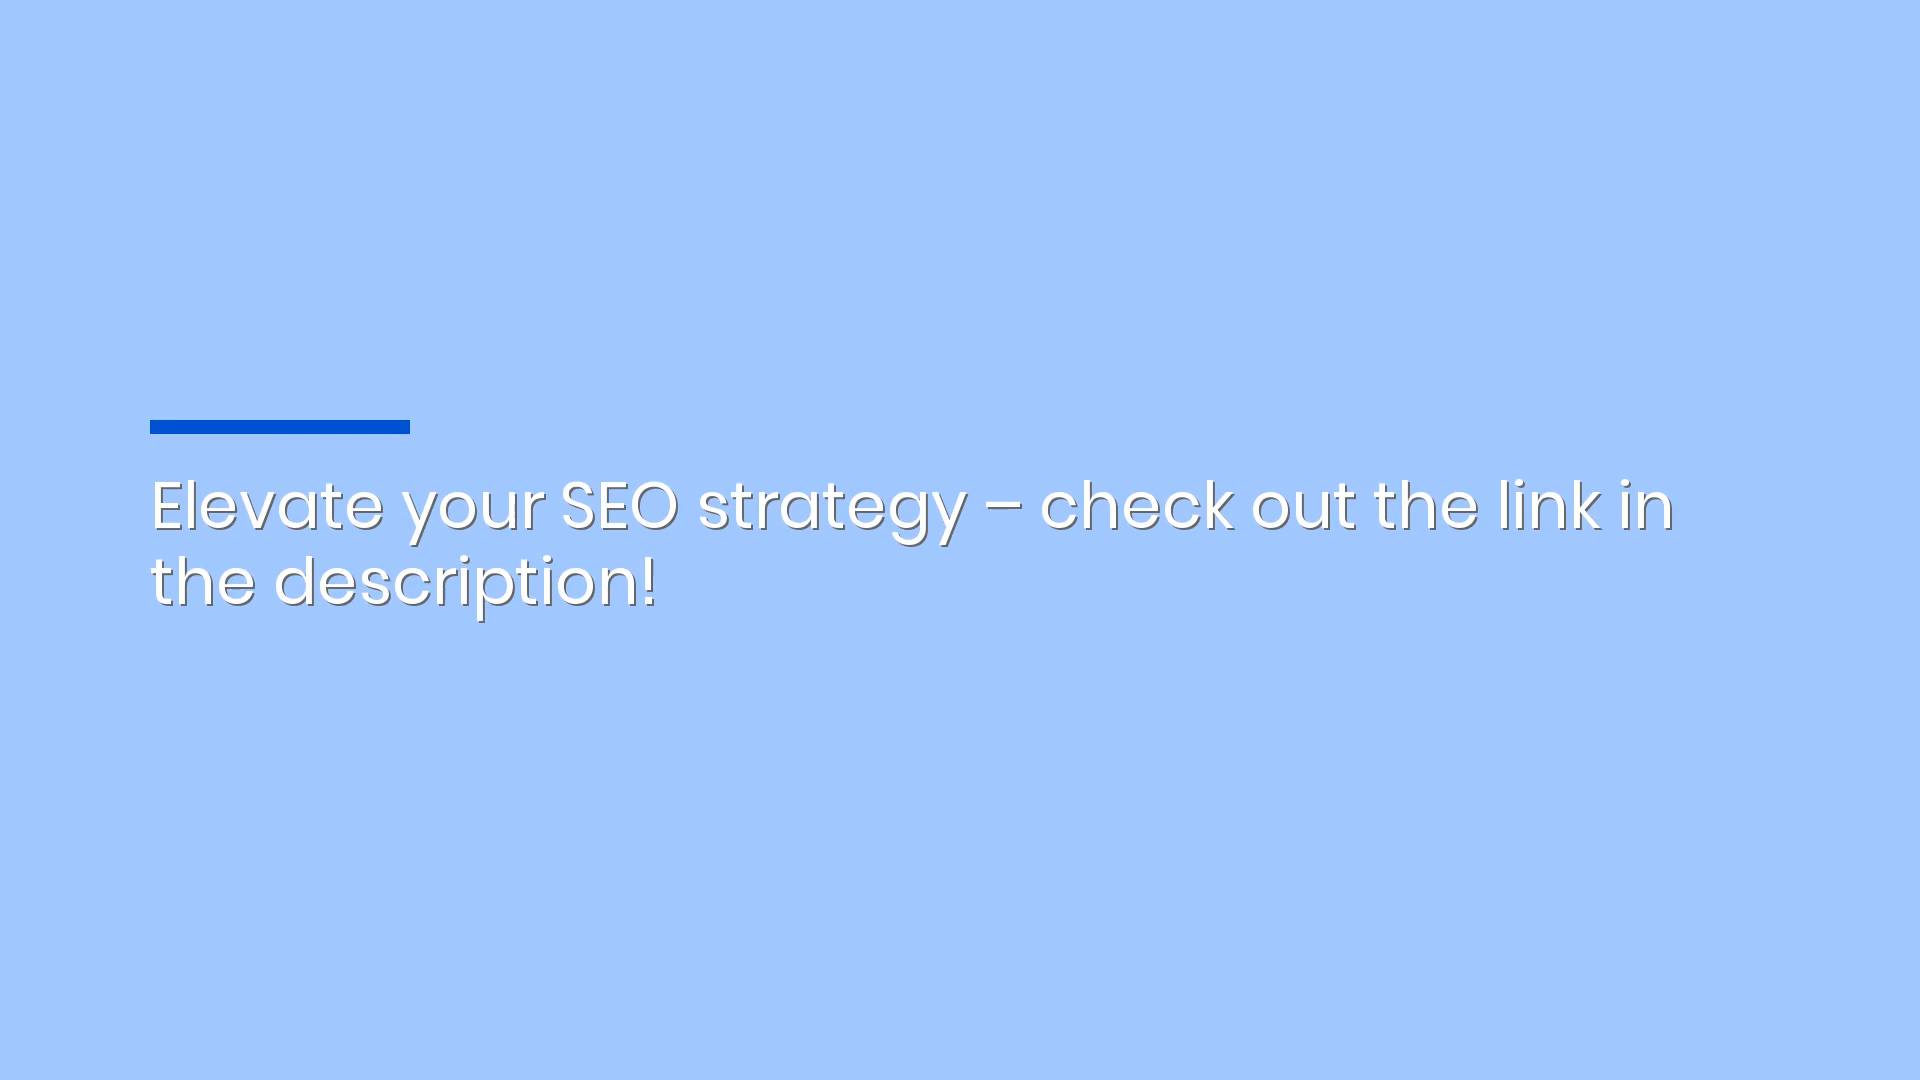 Elevate your SEO strategy – check out the link in
the description!